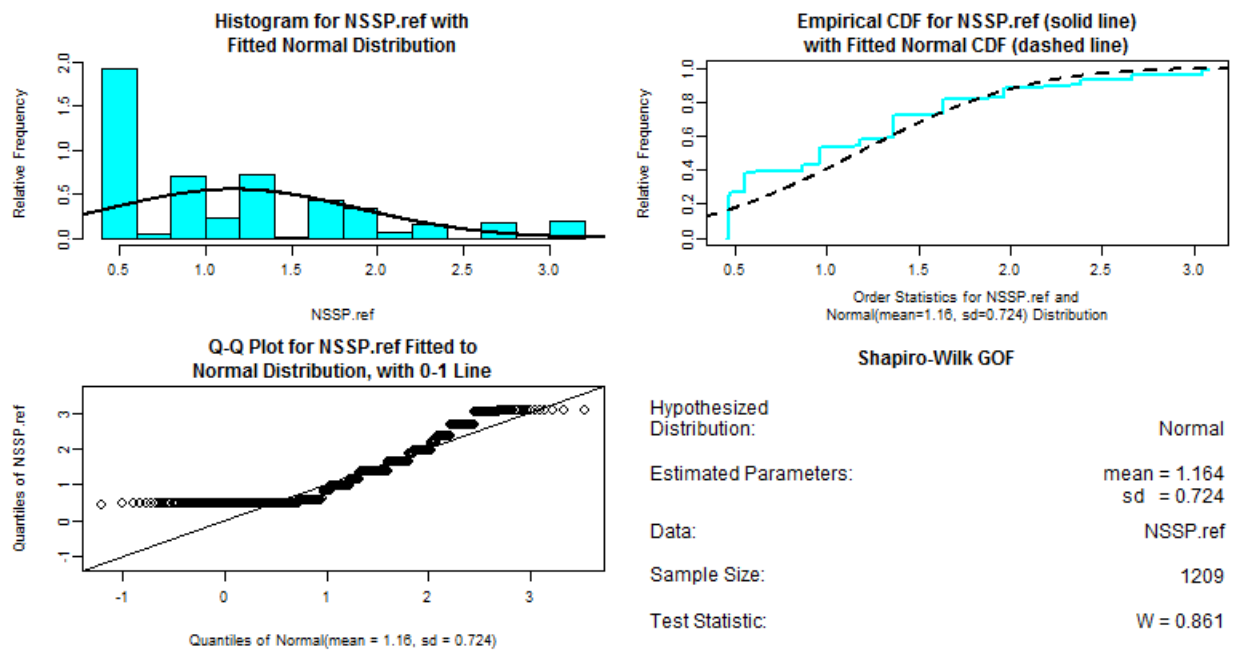 Histogram for NSSP.ref with
Fitted Normal Distribution
Relative Frequency
0.0 0.5 1.0 1.5 2.0
0.5 1.0 1.5 2.0 2.5 3.0
NSSP.ref
Empirical CDF for NSSP.ref (solid line)
with Fitted Normal CDF (dashed line)
Relative Frequency
0.0 0.2 0.4 0.6 0.8 1.0
0.5 1.0 1.5 2.0 2.5 3.0
Order Statistics for NSSP.ref and
Normal(mean=1.16, sd=0.724) Distribution
Q-Q Plot for NSSP.ref Fitted to
Normal Distribution, with 0-1 Line
Quantiles of NSSP.ref
-1 0 1 2 3
-1 0 1 2 3
Quantiles of Normal(mean = 1.16, sd = 0.724)
Shapiro-Wilk GOF
Hypothesized
Distribution: Normal
Estimated Parameters: mean = 1.164
sd = 0.724
Data: NSSP.ref
Sample Size: 1209
Test Statistic: W = 0.861